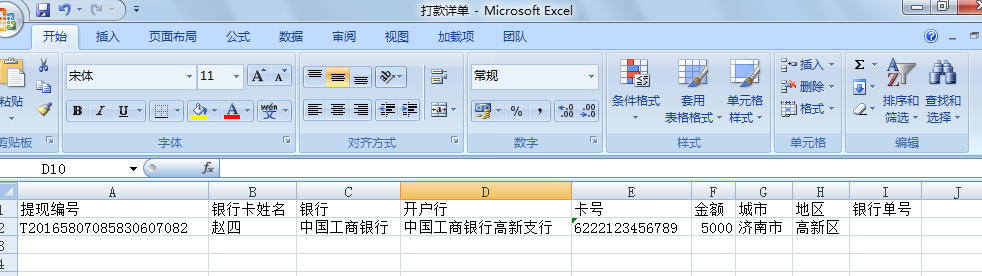 打款洋单 - Microsoft Excel
开始 插入 页面布局 公式 数据 审阅 视图 加载项 团队
粘贴 宋体 11 A A 常规 条件格式 套用 表格格式 单元格 样式 插入 删除 格式 Σ 排序和 筛选 查找和 选择
B I U A wén 文 % , .0 .00 .00 .0
剪贴板 字体 对齐方式 数字 样式 单元格 编辑
D10 fx
A B C D E F G H I J
1 提现编号 银行卡姓名 银行 开户行 卡号 金额 城市 地区 银行单号
2 T20165807085830607082 赵四 中国工商银行 中国工商银行高新支行 6222123456789 5000 济南市 高新区
3
4